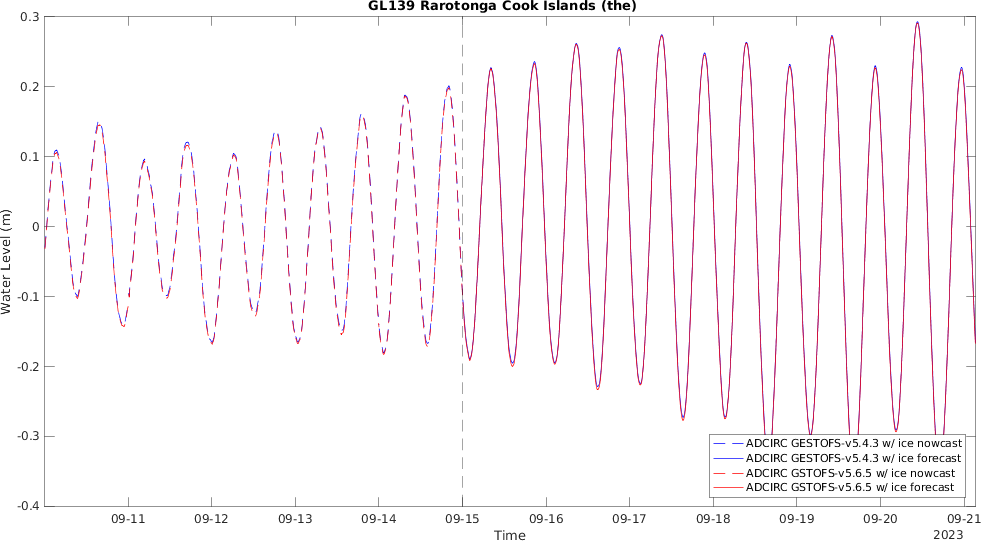 GL139 Rarotonga Cook Islands (the)
0.3
0.2
0.1
0
-0.1
-0.2
-0.3
-0.4
Water Level (m)
ADCIRC GESTOFS-v5.4.3 w/ ice nowcast
ADCIRC GESTOFS-v5.4.3 w/ ice forecast
ADCIRC GSTOFS-v5.6.5 w/ ice nowcast
ADCIRC GSTOFS-v5.6.5 w/ ice forecast
09-11 09-12 09-13 09-14 09-15 09-16 09-17 09-18 09-19 09-20 09-21
Time
2023